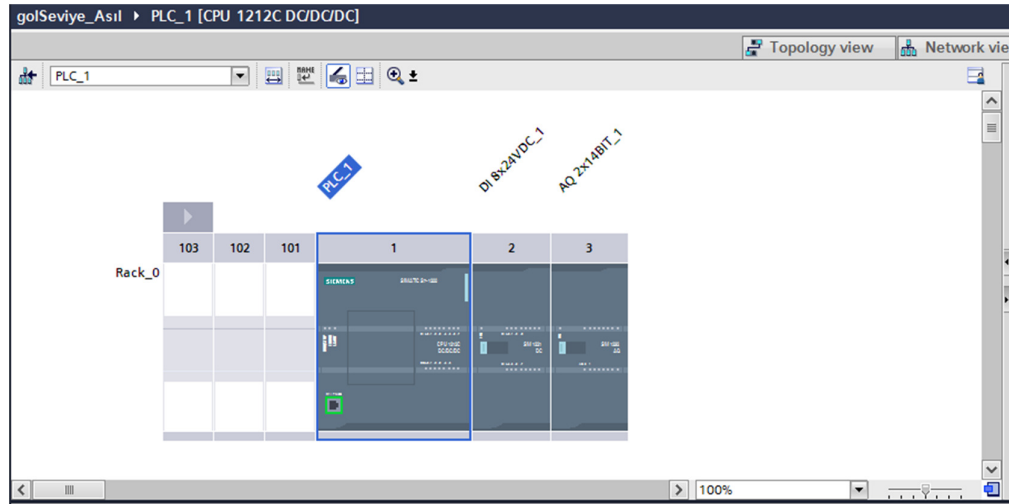 golSeviye_Asıl ▸ PLC_1 [CPU 1212C DC/DC/DC]
Topology view
Network vie
PLC_1
PLC_1
DI 8x24VDC_1
AQ 2x14BIT_1
103 102 101 1 2 3
Rack_0
SIEMENS
100%